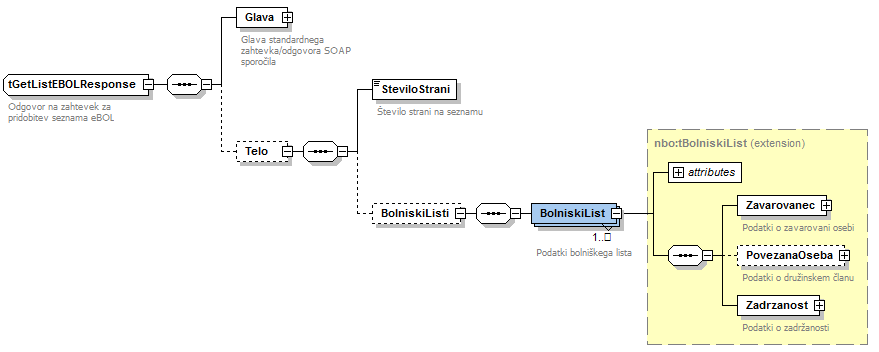 Glava
Glava standardnega
zahtevka/odgovora SOAP
sporočila
tGetListEBOLResponse
Odgovor na zahtevek za
pridobitev seznama eBOL
SteviloStrani
Število strani na seznamu
Telo
nbo:tBolniskiList (extension)
attributes
BolniskiListi
BolniskiList
1..
Podatki bolniškega lista
Zavarovanec
Podatki o zavarovani osebi
PovezanaOseba
Podatki o družinskem članu
Zadrzanost
Podatki o zadržanosti